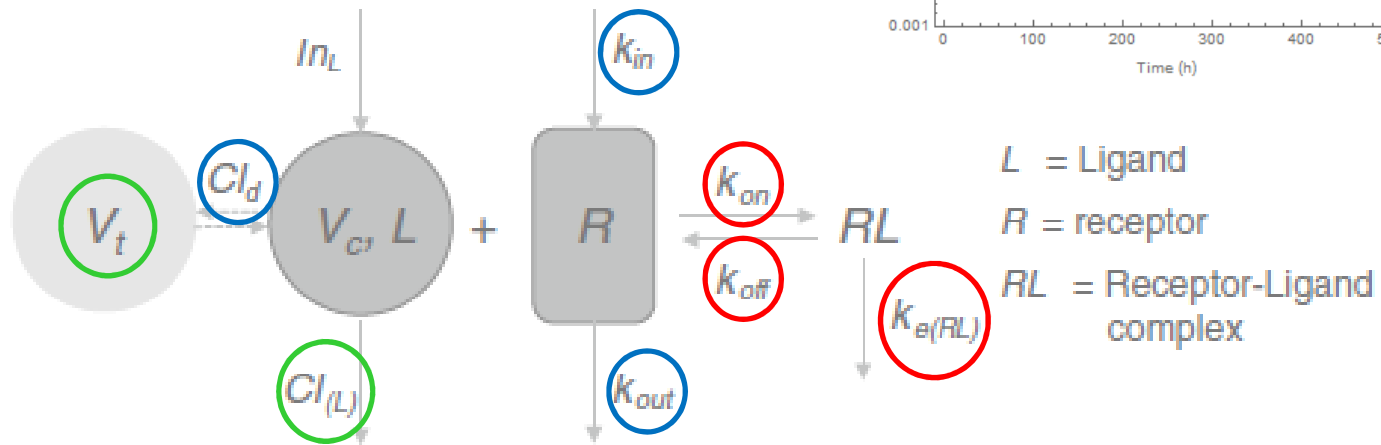 0.001
0 100 200 300 400 5
Time (h)
In_L
k_in
V_t
Cl_d
V_c, L
+
R
k_on
k_off
RL
k_e(RL)
Cl_(L)
k_out
L = Ligand
R = receptor
RL = Receptor-Ligand
complex